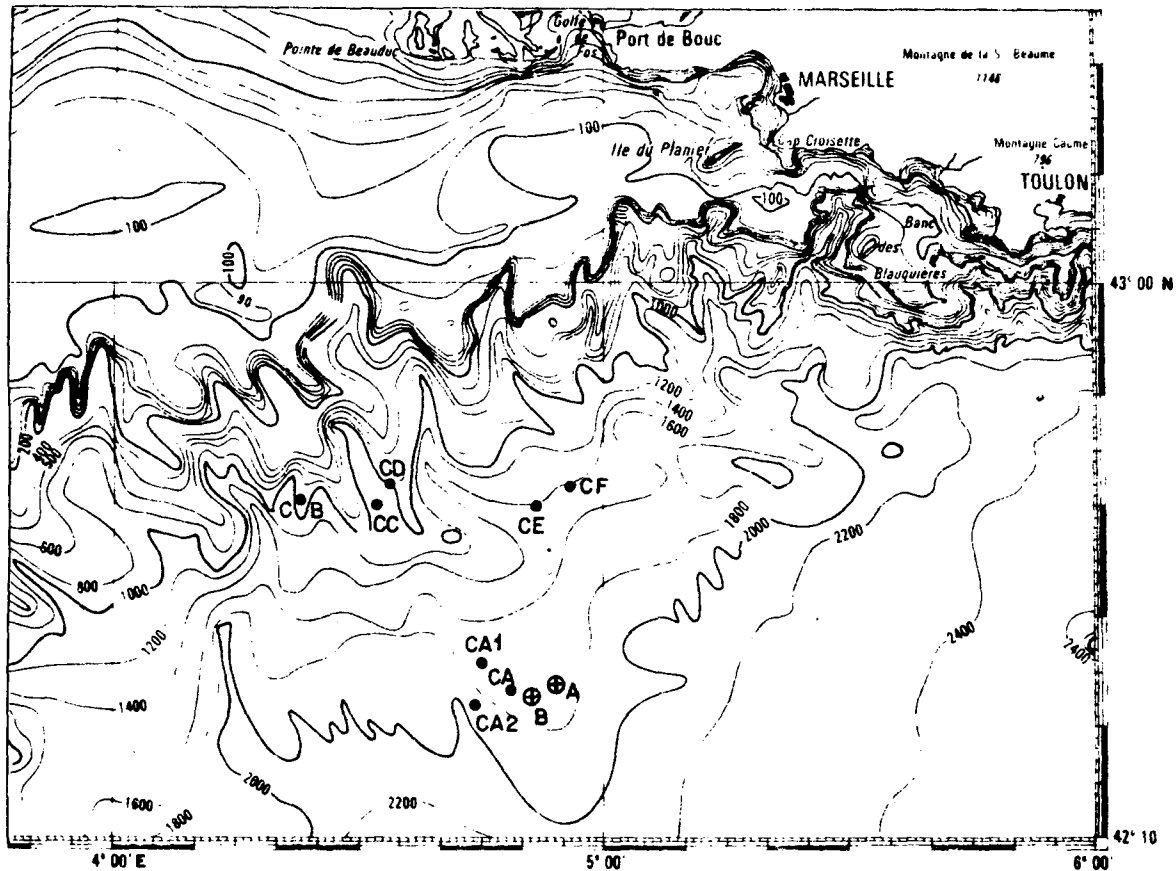 Golfe de Fos
Port de Bouc
Pointe de Beauduc
Montagne de la S Beaume
1146
MARSEILLE
100
Ile du Planier
Cap Croisette
Montagne Caume
796
TOULON
100
100
100
90
Banc
des
Blauquières
43° 00 N
1000
200
1200
1400
1600
CD
CF
C B
CC
CE
600
800
1000
1800
2000
2200
1200
2400
2400
CA1
CA
A
B
CA2
1400
2000
2200
1600
1800
42° 10
4° 00' E
5° 00'
6° 00'